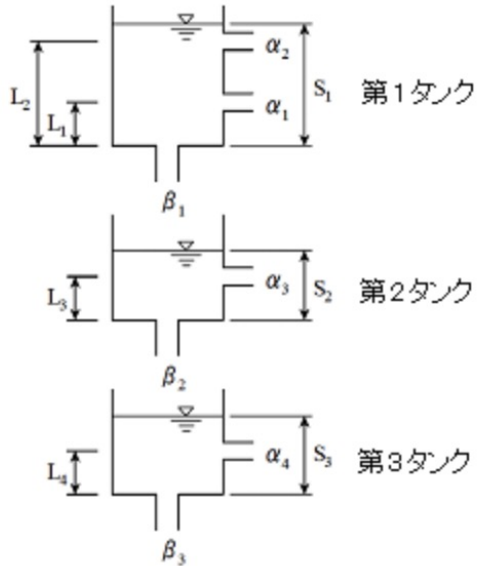 α₂
L₂
S₁ 第1タンク
L₁
α₁
β₁
L₃
α₃
S₂ 第2タンク
β₂
L₄
α₄
S₃ 第3タンク
β₃